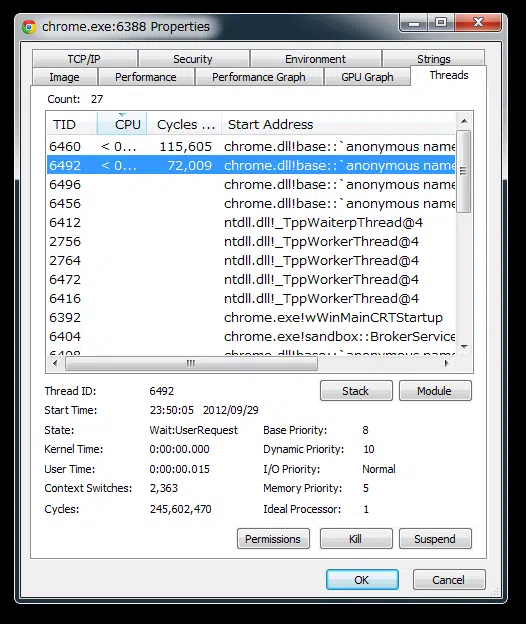 chrome.exe:6388 Properties
TCP/IP Security Environment Strings
Image Performance Performance Graph GPU Graph Threads
Count: 27
TID CPU Cycles ... Start Address
6460 < 0... 115,605 chrome.dll!base::`anonymous name
6492 < 0... 72,009 chrome.dll!base::`anonymous name
6496 chrome.dll!base::`anonymous name
6456 chrome.dll!base::`anonymous name
6412 ntdll.dll!_TppWaiterpThread@4
2756 ntdll.dll!_TppWorkerThread@4
2764 ntdll.dll!_TppWorkerThread@4
6472 ntdll.dll!_TppWorkerThread@4
6416 ntdll.dll!_TppWorkerThread@4
6392 chrome.exe!wWinMainCRTStartup
6404 chrome.exe!sandbox::BrokerService
6408 chrome.dll!base::`anonymous name
Thread ID: 6492 Stack Module
Start Time: 23:50:05 2012/09/29
State: Wait:UserRequest Base Priority: 8
Kernel Time: 0:00:00.000 Dynamic Priority: 10
User Time: 0:00:00.015 I/O Priority: Normal
Context Switches: 2,363 Memory Priority: 5
Cycles: 245,602,470 Ideal Processor: 1
Permissions Kill Suspend
OK Cancel